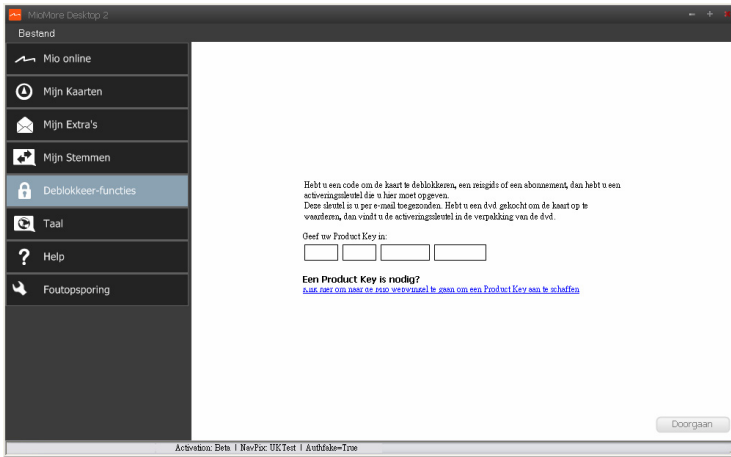 MioMore Desktop 2
Bestand
Mio online
Mijn Kaarten
Mijn Extra's
Mijn Stemmen
Deblokkeer-functies
Taal
Help
Foutopsporing
Hebt u een code om de kaart te deblokkeren, een reisgids of een abonnement, dan hebt u een
activeringsleutel die u hier moet opgeven.
Deze sleutel is u per e-mail toegezonden. Hebt u een dvd gekocht om de kaart op te
waarderen, dan vindt u de activeringsleutel in de verpakking van de dvd.
Geef uw Product Key in:
Een Product Key is nodig?
Klik hier om naar de Mio webwinkel te gaan om een Product Key aan te schaffen
Doorgaan
Activation: Beta | NavPix: UKTest | Authfake=True